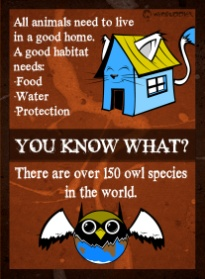 All animals need to live
in a good home.
A good habitat
needs:
-Food
-Water
-Protection
YOU KNOW WHAT?
There are over 150 owl species
in the world.